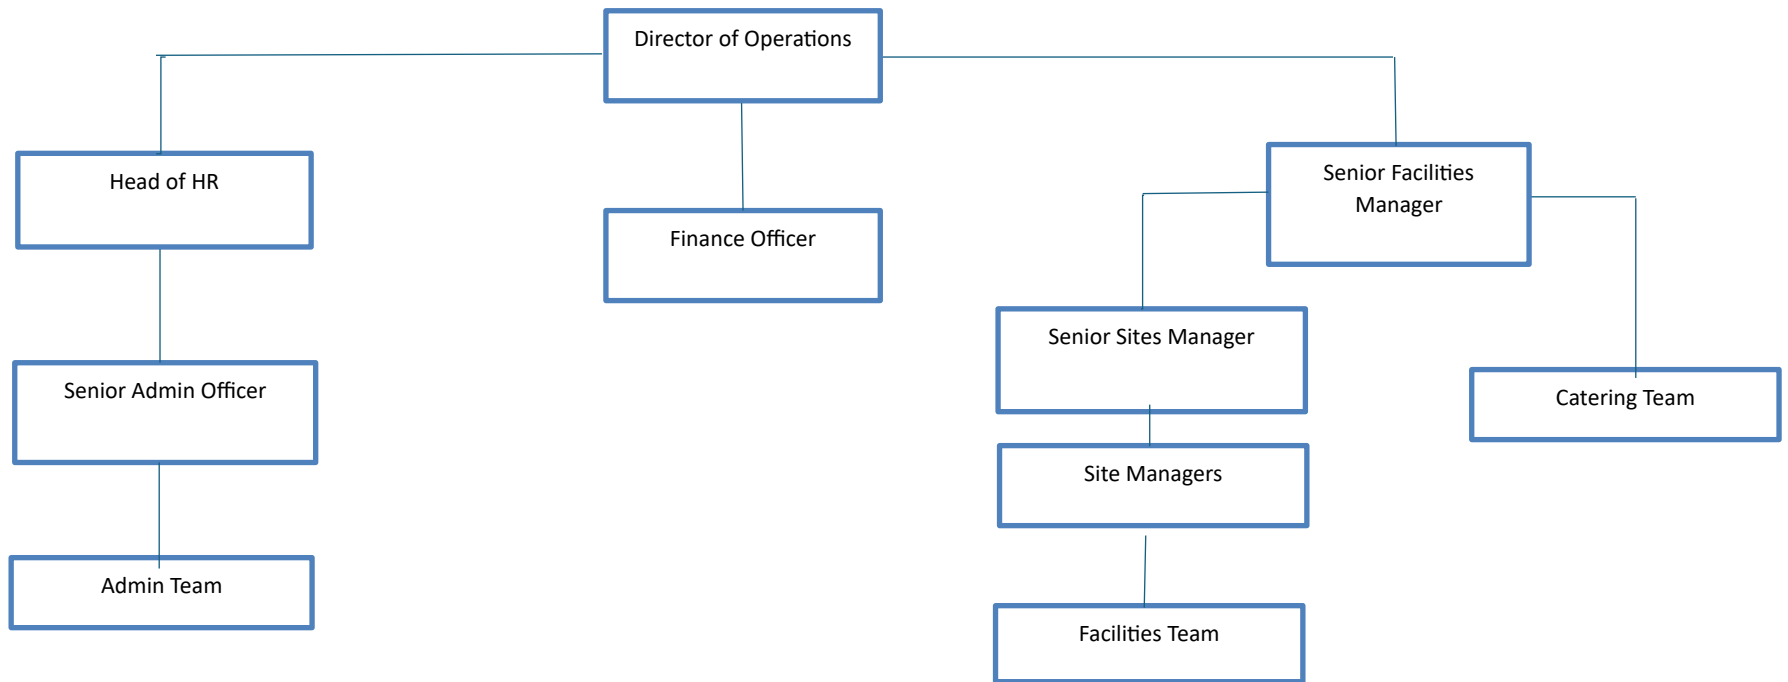 Director of Operations
Head of HR
Senior Facilities
Manager
Finance Officer
Senior Sites Manager
Senior Admin Officer
Catering Team
Site Managers
Admin Team
Facilities Team